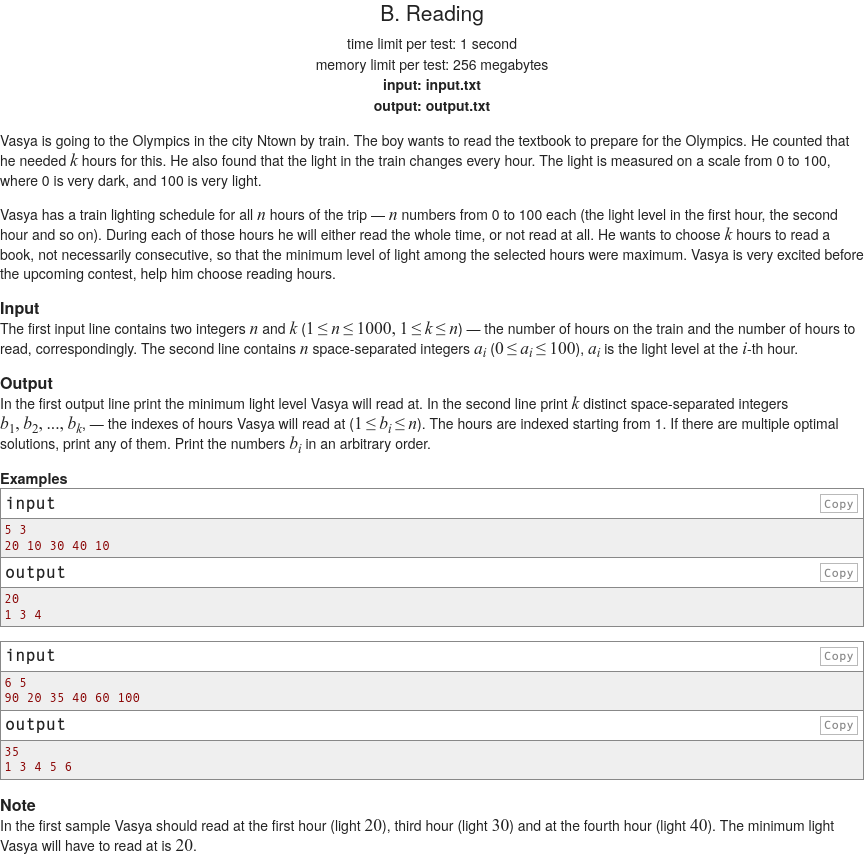 B. Reading
time limit per test: 1 second
memory limit per test: 256 megabytes
input: input.txt
output: output.txt
Vasya is going to the Olympics in the city Ntown by train. The boy wants to read the textbook to prepare for the Olympics. He counted that
he needed k hours for this. He also found that the light in the train changes every hour. The light is measured on a scale from 0 to 100,
where 0 is very dark, and 100 is very light.
Vasya has a train lighting schedule for all n hours of the trip — n numbers from 0 to 100 each (the light level in the first hour, the second
hour and so on). During each of those hours he will either read the whole time, or not read at all. He wants to choose k hours to read a
book, not necessarily consecutive, so that the minimum level of light among the selected hours were maximum. Vasya is very excited before
the upcoming contest, help him choose reading hours.
Input
The first input line contains two integers n and k (1 ≤ n ≤ 1000, 1 ≤ k ≤ n) — the number of hours on the train and the number of hours to
read, correspondingly. The second line contains n space-separated integers a_i (0 ≤ a_i ≤ 100), a_i is the light level at the i-th hour.
Output
In the first output line print the minimum light level Vasya will read at. In the second line print k distinct space-separated integers
b_1, b_2, ..., b_k, — the indexes of hours Vasya will read at (1 ≤ b_i ≤ n). The hours are indexed starting from 1. If there are multiple optimal
solutions, print any of them. Print the numbers b_i in an arbitrary order.
Examples
input Copy
5 3
20 10 30 40 10
output Copy
20
1 3 4
input Copy
6 5
90 20 35 40 60 100
output Copy
35
1 3 4 5 6
Note
In the first sample Vasya should read at the first hour (light 20), third hour (light 30) and at the fourth hour (light 40). The minimum light
Vasya will have to read at is 20.